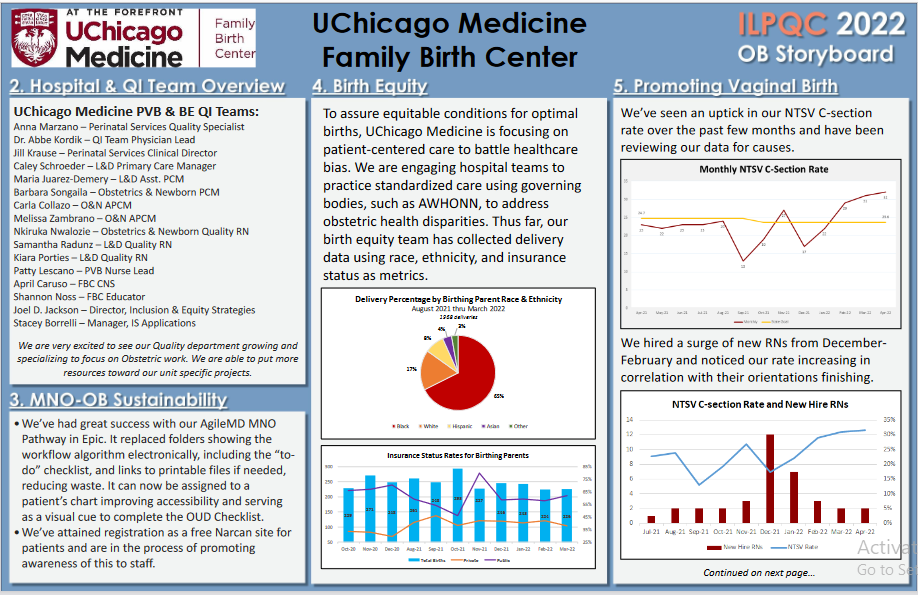 AT THE FOREFRONT
UChicago
Medicine
Family
Birth
Center
UChicago Medicine
Family Birth Center
ILPQC 2022
OB Storyboard
2. Hospital & QI Team Overview
UChicago Medicine PVB & BE QI Teams:
Anna Marzano – Perinatal Services Quality Specialist
Dr. Abbe Kordik – QI Team Physician Lead
Jill Krause – Perinatal Services Clinical Director
Caley Schroeder – L&D Primary Care Manager
Maria Juarez-Demery – L&D Asst. PCM
Barbara Songaila – Obstetrics & Newborn PCM
Carla Collazo – O&N APCM
Melissa Zambrano – O&N APCM
Nkiruka Nwalozie – Obstetrics & Newborn Quality RN
Samantha Radunz – L&D Quality RN
Kiara Porties – L&D Quality RN
Patty Lescano – PVB Nurse Lead
April Caruso – FBC CNS
Shannon Noss – FBC Educator
Joel D. Jackson – Director, Inclusion & Equity Strategies
Stacey Borrelli – Manager, IS Applications
We are very excited to see our Quality department growing and
specializing to focus on Obstetric work. We are able to put more
resources toward our unit specific projects.
3. MNO-OB Sustainability
• We've had great success with our AgileMD MNO
Pathway in Epic. It replaced folders showing the
workflow algorithm electronically, including the "to-
do" checklist, and links to printable files if needed,
reducing waste. It can now be assigned to a
patient's chart improving accessibility and serving
as a visual cue to complete the OUD Checklist.
• We've attained registration as a free Narcan site for
patients and are in the process of promoting
awareness of this to staff.
4. Birth Equity
To assure equitable conditions for optimal
births, UChicago Medicine is focusing on
patient-centered care to battle healthcare
bias. We are engaging hospital teams to
practice standardized care using governing
bodies, such as AWHONN, to address
obstetric health disparities. Thus far, our
birth equity team has collected delivery
data using race, ethnicity, and insurance
status as metrics.
Delivery Percentage by Birthing Parent Race & Ethnicity
August 2021 thru March 2022
1968 deliveries
4% 3%
8%
17%
65%
Black White Hispanic Asian Other
Insurance Status Rates for Birthing Parents
300 250 200 150 100 50
85% 75% 65% 55% 45% 35%
Oct-20 Nov-20 Dec-20 Jul-21 Aug-21 Sep-21 Oct-21 Nov-21 Dec-21 Jan-22 Feb-22 Mar-22
Total Births Private Public
5. Promoting Vaginal Birth
We've seen an uptick in our NTSV C-section
rate over the past few months and have been
reviewing our data for causes.
Monthly NTSV C-Section Rate
We hired a surge of new RNs from December-
February and noticed our rate increasing in
correlation with their orientations finishing.
NTSV C-section Rate and New Hire RNs
14 12 10 8 6 4 2 0
35% 30% 25% 20% 15% 10% 5% 0%
Jul-21 Aug-21 Sep-21 Oct-21 Nov-21 Dec-21 Jan-22 Feb-22 Mar-22 Apr-22
New Hire RNs NTSV Rate
Continued on next page...
Activat
Go to Se